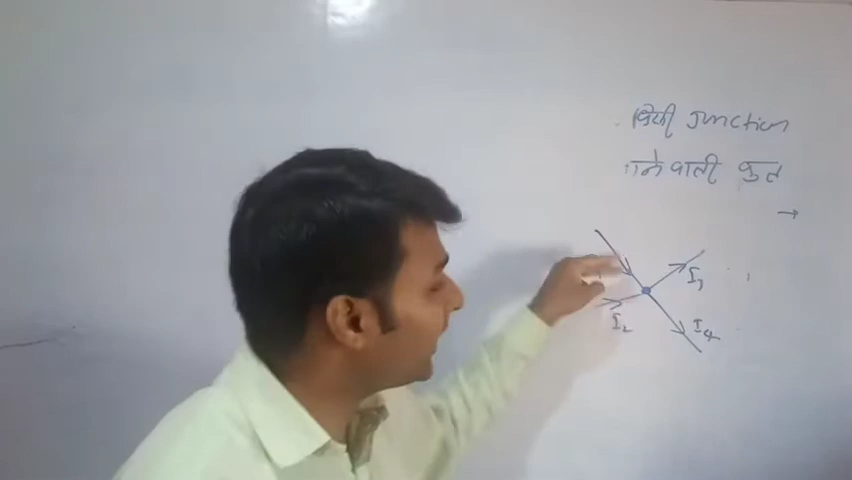 किसी Junction
ने वाली कुल
→
I₁
I₂
I₄